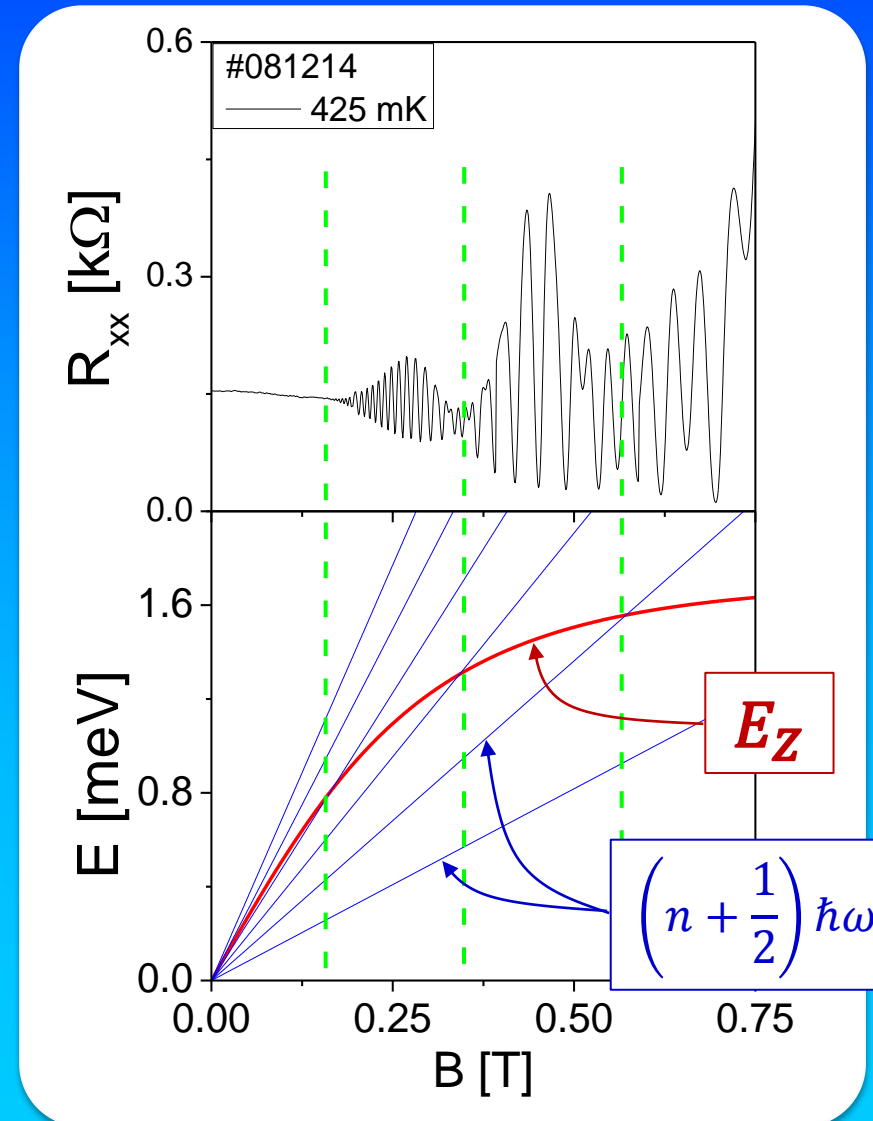 0.6
#081214
425 mK
R_xx [kΩ]
0.3
0.0
1.6
E_Z
E [meV]
0.8
(n + 1/2) ℏω
0.0
0.00 0.25 0.50 0.75
B [T]